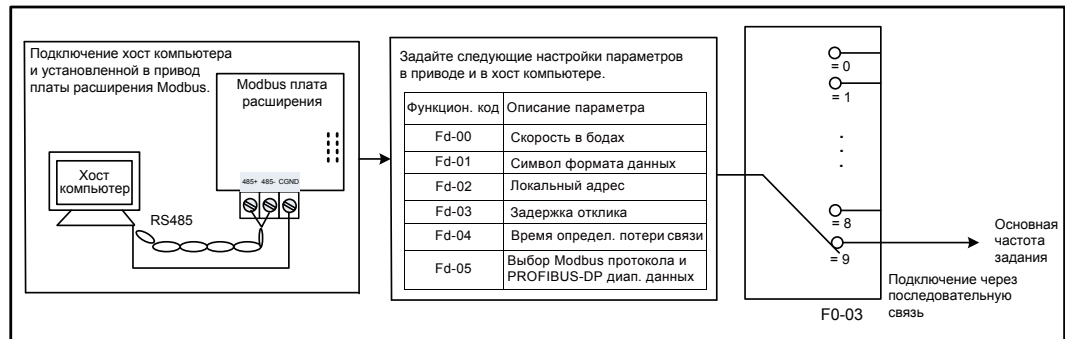 Подключение хост компьютера
и установленной в привод
платы расширения Modbus.
Modbus плата
расширения
485+ 485- CGND
Хост
компьютер
RS485
Задайте следующие настройки параметров
в приводе и в хост компьютере.
Функцион. код Описание параметра
Fd-00 Скорость в бодах
Fd-01 Символ формата данных
Fd-02 Локальный адрес
Fd-03 Задержка отклика
Fd-04 Время определ. потери связи
Fd-05 Выбор Modbus протокола и
PROFIBUS-DP диап. данных
= 0
= 1
= 8
= 9
F0-03
Основная
частота
задания
Подключение через
последовательную
связь